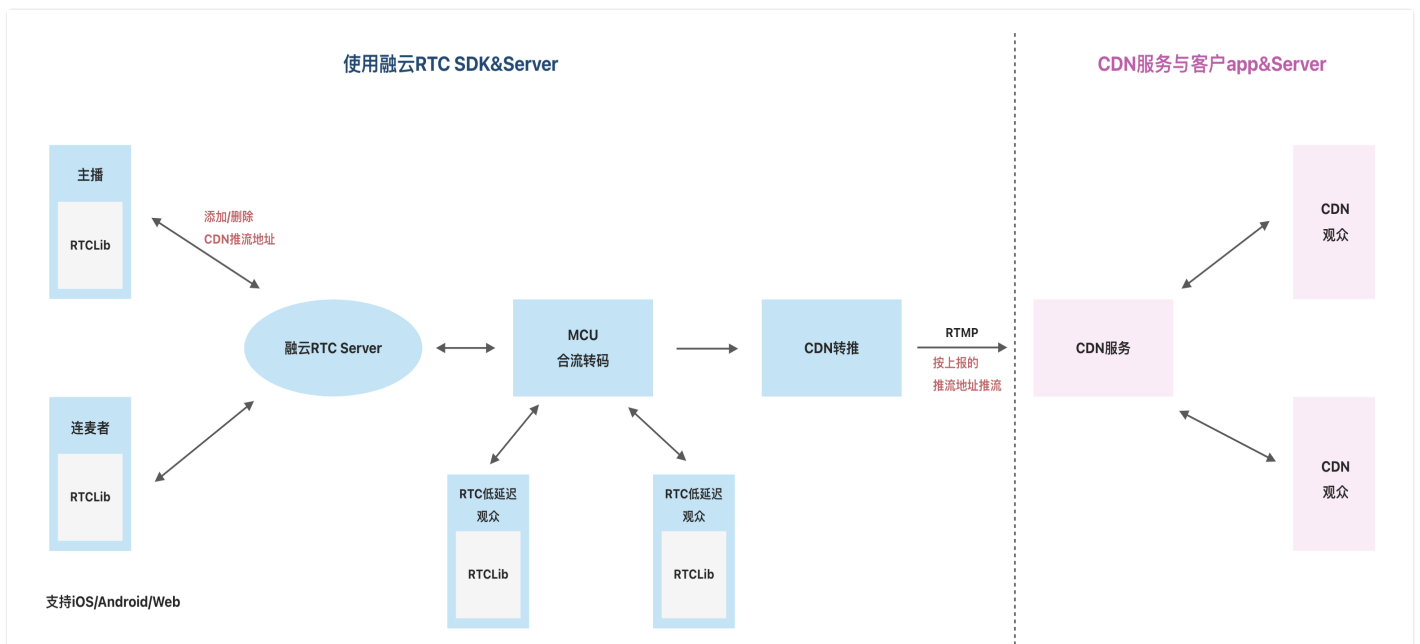 使用融云RTC SDK&Server
CDN服务与客户app&Server
主播
RTCLib
添加/删除
CDN推流地址
融云RTC Server
MCU
合流转码
CDN转推
RTMP
按上报的
推流地址推流
CDN服务
CDN
观众
连麦者
RTCLib
RTC低延迟
观众
RTCLib
RTC低延迟
观众
RTCLib
CDN
观众
支持iOS/Android/Web